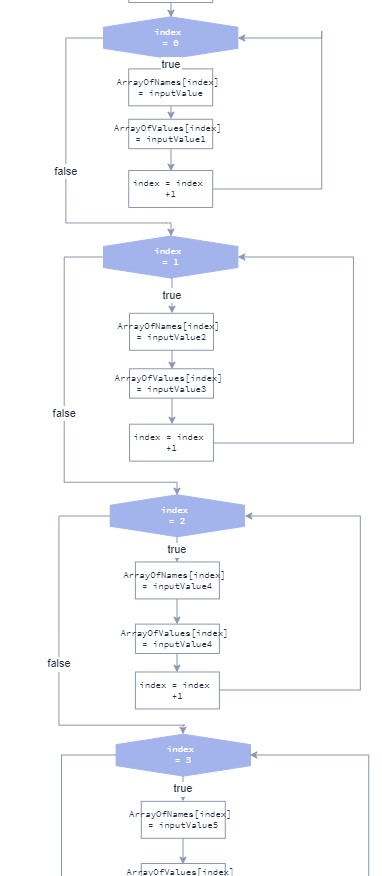 index
= 0
true
ArrayOfNames[index]
= inputValue
ArrayOfValues[index]
= inputValue1
false
index = index
+1
index
= 1
true
ArrayOfNames[index]
= inputValue2
ArrayOfValues[index]
= inputValue3
false
index = index
+1
index
= 2
true
ArrayOfNames[index]
= inputValue4
ArrayOfValues[index]
= inputValue4
false
index = index
+1
index
= 3
true
ArrayOfNames[index]
= inputValue5
ArrayOfValues[index]